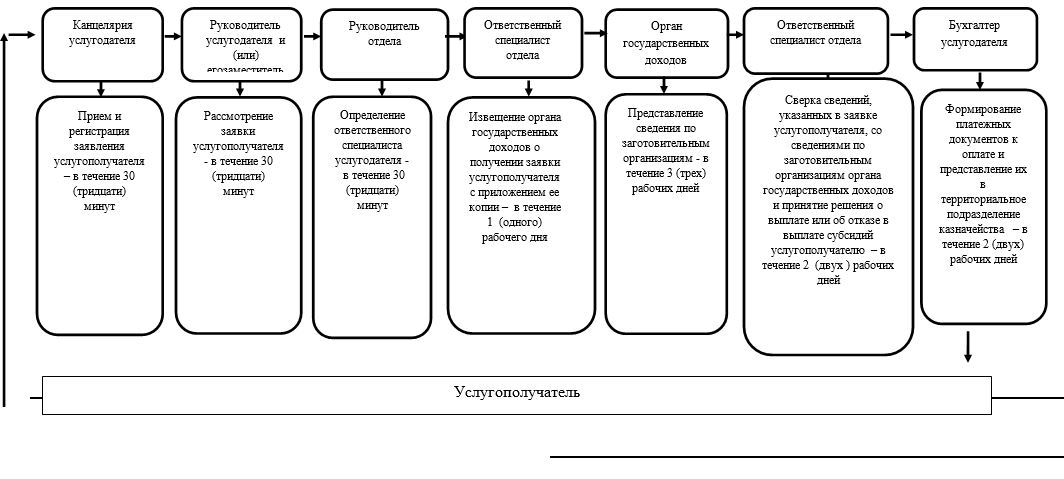 Канцелярия
услугодателя
Руководитель
услугодателя и
(или)
егозаместитель
Руководитель
отдела
Ответственный
специалист
отдела
Орган
государственных
доходов
Ответственный
специалист отдела
Бухгалтер
услугодателя
Прием и
регистрация
заявления
услугополучателя
– в течение 30
(тридцати)
минут
Рассмотрение
заявки
услугополучателя
- в течение 30
(тридцати)
минут
Определение
ответственного
специалиста
услугодателя -
в течение 30
(тридцати)
минут
Извещение органа
государственных
доходов о
получении заявки
услугополучателя
с приложением ее
копии – в течение
1 (одного)
рабочего дня
Представление
сведения по
заготовительным
организациям - в
течение 3 (трех)
рабочих дней
Сверка сведений,
указанных в заявке
услугополучателя, со
сведениями по
заготовительным
организациям органа
государственных доходов
и принятие решения о
выплате или об отказе в
выплате субсидий
услугополучателю – в
течение 2 (двух ) рабочих
дней
Формирование
платежных
документов к
оплате и
представление их
в
территориальное
подразделение
казначейства – в
течение 2 (двух)
рабочих дней
Услугополучатель